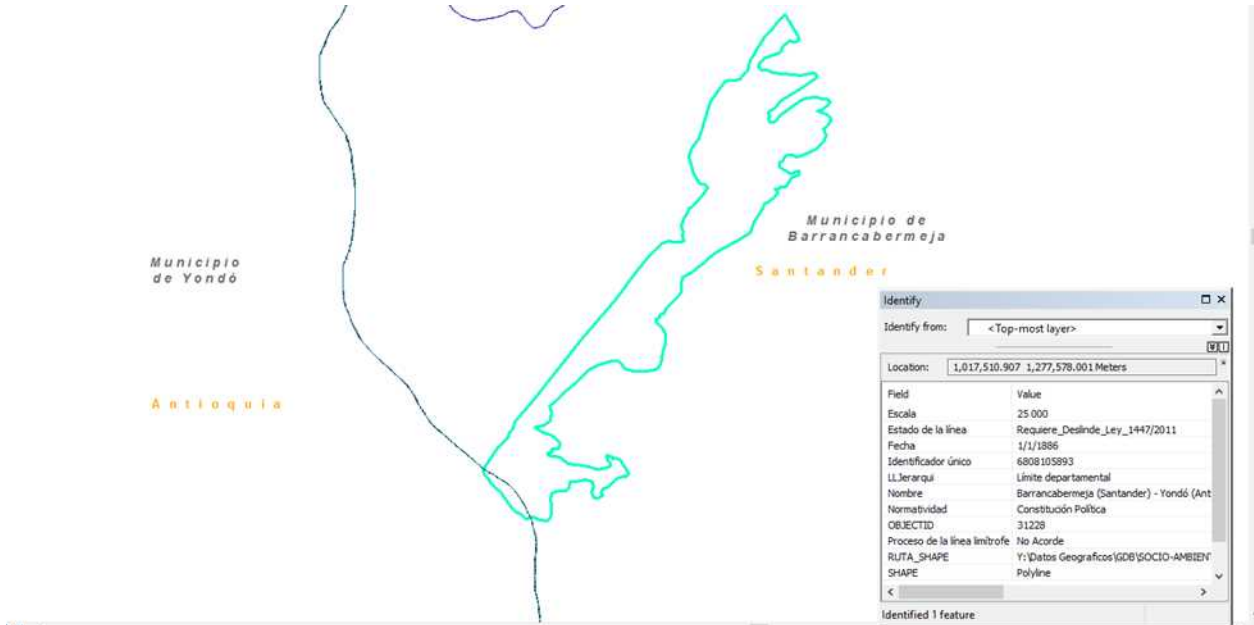 Municipio
de Yondó
Antioquia
Municipio de
Barrancabermeja
Santander
Identify
Identify from: <Top-most layer>
Location: 1,017,510.907 1,277,578.001 Meters
Field Value
Escala 25 000
Estado de la línea Requiere_Deslinde_Ley_1447/2011
Fecha 1/1/1886
Identificador único 6808105893
LLJerarqui Límite departamental
Nombre Barrancabermeja (Santander) - Yondó (Ant
Normatividad Constitución Política
OBJECTID 31228
Proceso de la línea limítrofe No Acorde
RUTA_SHAPE Y:\Datos Geograficos\GDB\SOCIO-AMBIEN
SHAPE Polyline
Identified 1 feature